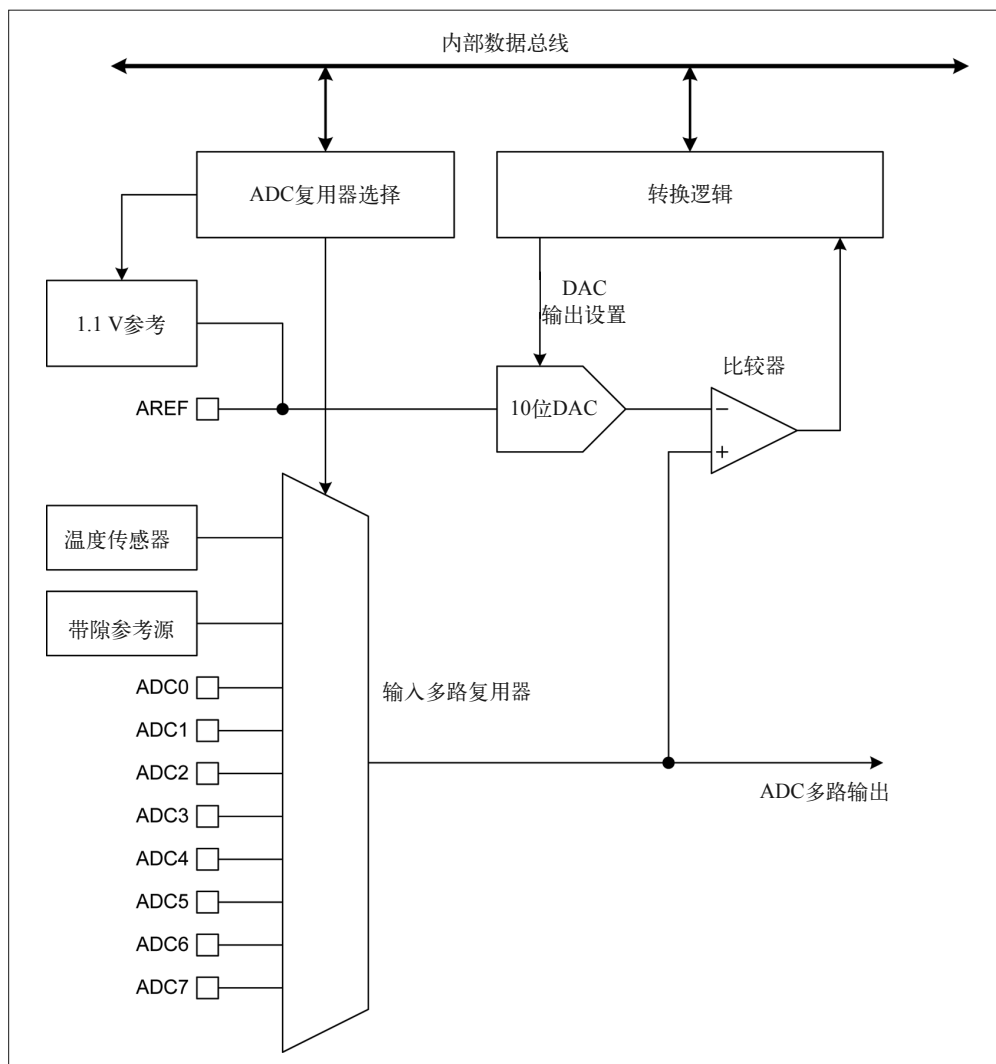 内部数据总线
ADC复用器选择
转换逻辑
1.1 V参考
DAC
输出设置
AREF
10位DAC
比较器
−
+
温度传感器
带隙参考源
输入多路复用器
ADC0
ADC1
ADC2
ADC3
ADC4
ADC5
ADC6
ADC7
ADC多路输出